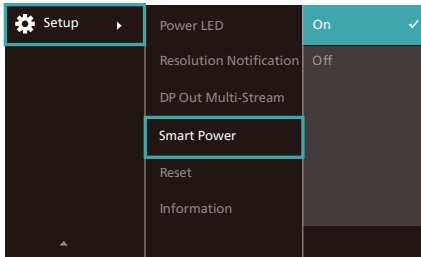 Setup
Power LED
On
Resolution Notification
Off
DP Out Multi-Stream
Smart Power
Reset
Information